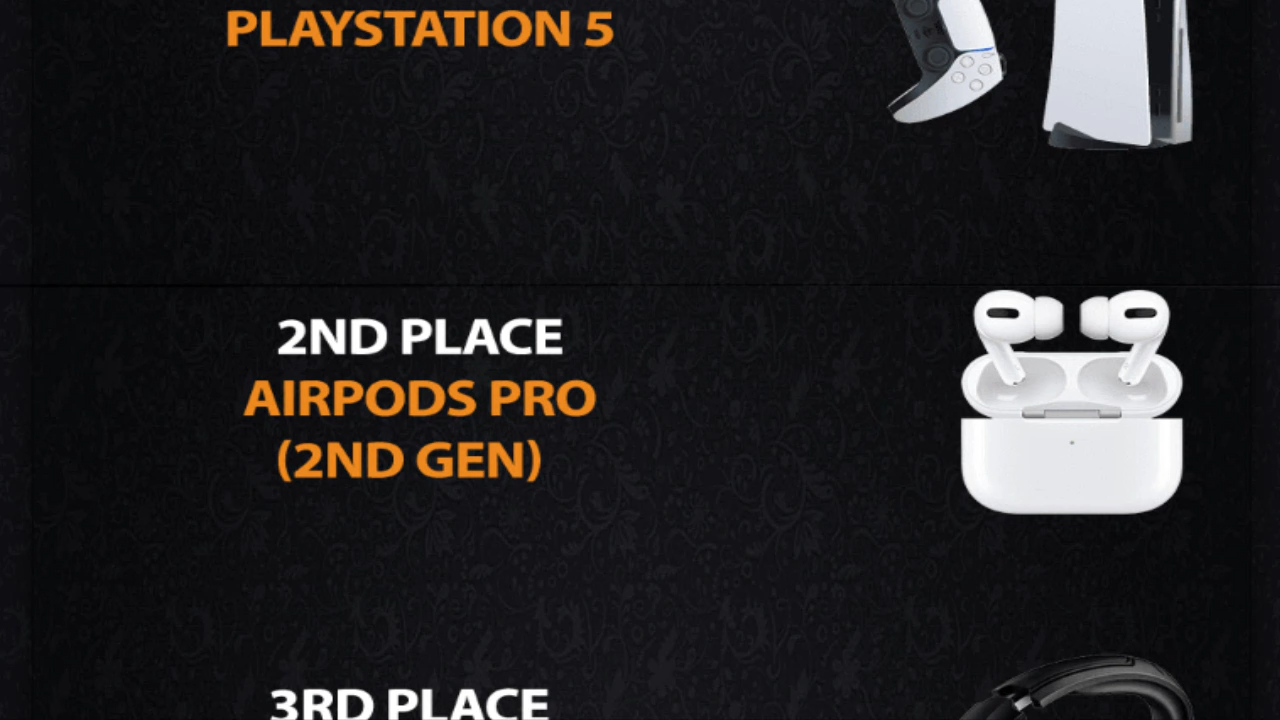 PLAYSTATION 5
2ND PLACE
AIRPODS PRO
(2ND GEN)
3RD PLACE